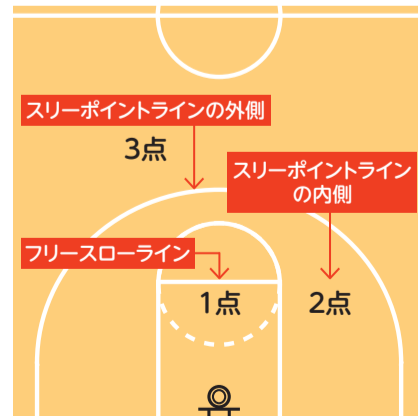 スリーポイントラインの外側
3点
スリーポイントライン
の内側
フリースローライン
1点
2点